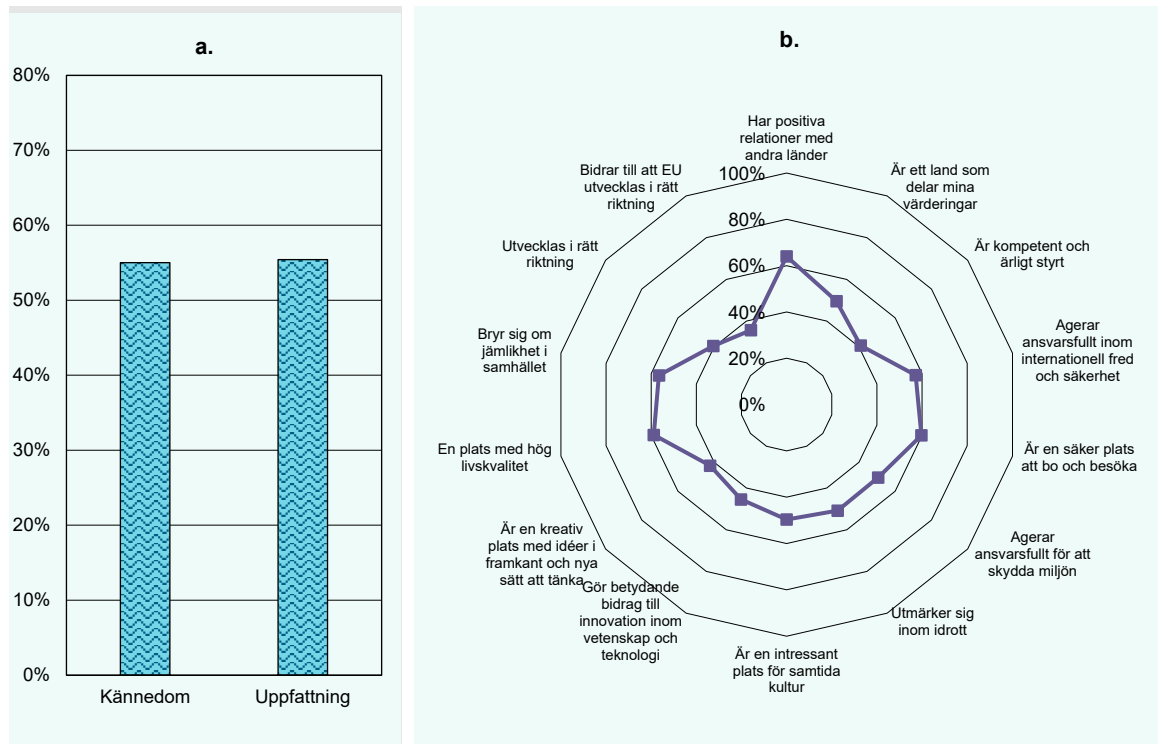 a.
80%
70%
60%
50%
40%
30%
20%
10%
0%
Kännedom
Uppfattning
b.
Har positiva
relationer med
andra länder
Är ett land som
delar mina
värderingar
Är kompetent och
ärligt styrt
Agerar
ansvarsfullt inom
internationell fred
och säkerhet
Är en säker plats
att bo och besöka
Agerar
ansvarsfullt för att
skydda miljön
Utmärker sig
inom idrott
Är en intressant
plats för samtida
kultur
Gör betydande
bidrag till
innovation inom
vetenskap och
teknologi
Är en kreativ
plats med idéer i
framkant och nya
sätt att tänka
En plats med hög
livskvalitet
Bryr sig om
jämlikhet i
samhället
Utvecklas i rätt
riktning
Bidrar till att EU
utvecklas i rätt
riktning
100%
80%
60%
40%
20%
0%